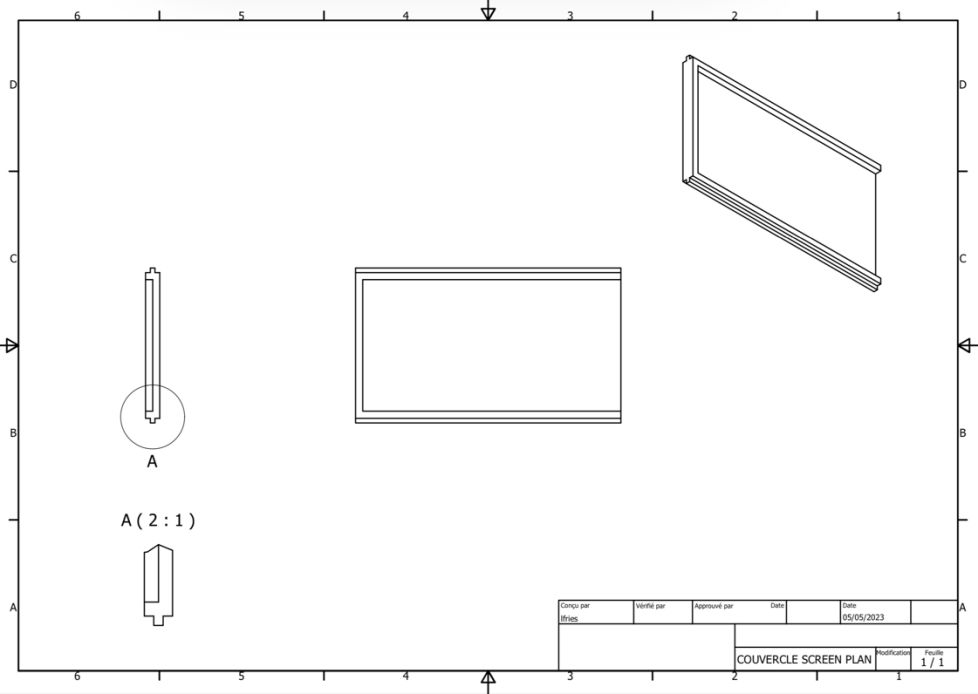 6 5 4 3 2 1
D D
C C
B B
A A
A
A ( 2 : 1 )
Conçu par Vérifié par Approuvé par Date Date
lfries 05/05/2023
COUVERCLE SCREEN PLAN Modification Feuille
1 / 1
6 5 4 3 2 1